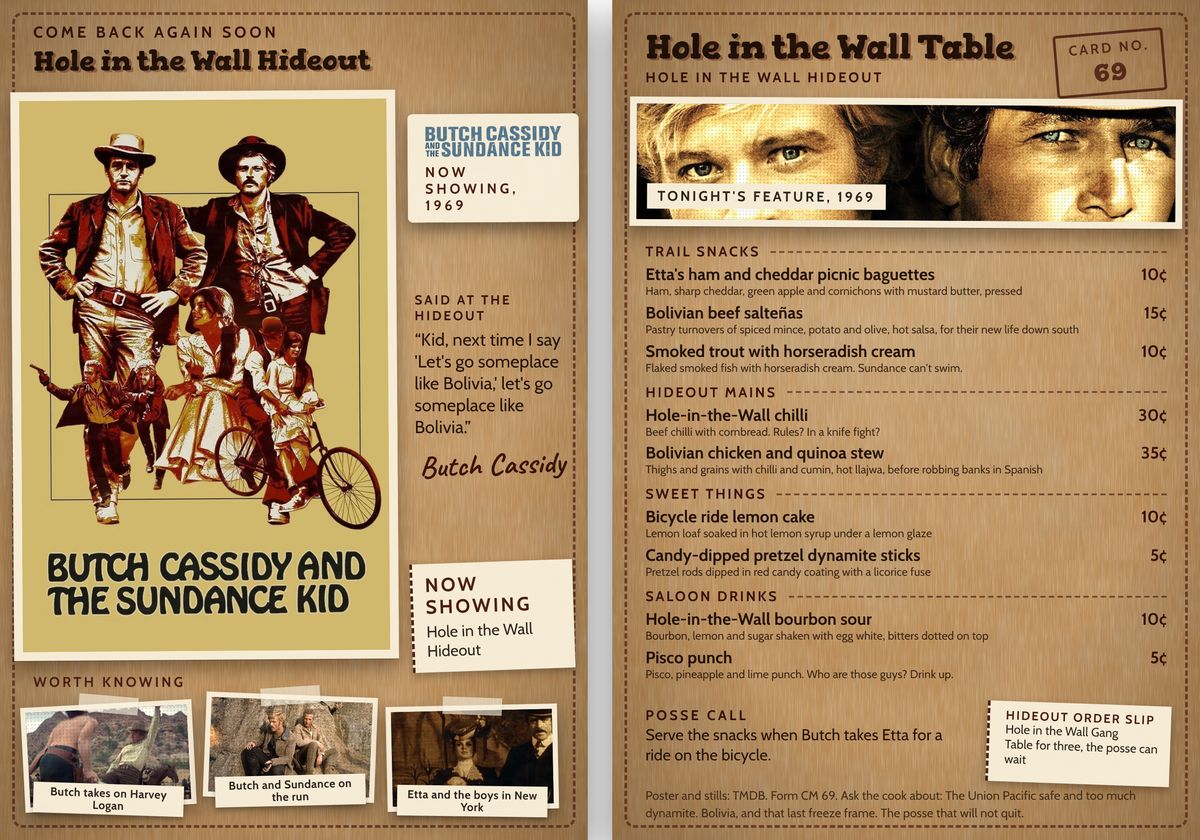 COME BACK AGAIN SOON
Hole in the Wall Hideout
BUTCH CASSIDY
AND THE SUNDANCE KID
NOW
SHOWING,
1969
SAID AT THE
HIDEOUT
“Kid, next time I say
'Let's go someplace
like Bolivia,' let's go
someplace like
Bolivia.”
Butch Cassidy
BUTCH CASSIDY AND
THE SUNDANCE KID
NOW
SHOWING
Hole in the Wall
Hideout
WORTH KNOWING
Butch takes on Harvey
Logan
Butch and Sundance on
the run
Etta and the boys in New
York
Hole in the Wall Table
HOLE IN THE WALL HIDEOUT
CARD NO.
69
TONIGHT'S FEATURE, 1969
TRAIL SNACKS
Etta's ham and cheddar picnic baguettes 10¢
Ham, sharp cheddar, green apple and cornichons with mustard butter, pressed
Bolivian beef salteñas 15¢
Pastry turnovers of spiced mince, potato and olive, hot salsa, for their new life down south
Smoked trout with horseradish cream 10¢
Flaked smoked fish with horseradish cream. Sundance can't swim.
HIDEOUT MAINS
Hole-in-the-Wall chilli 30¢
Beef chilli with cornbread. Rules? In a knife fight?
Bolivian chicken and quinoa stew 35¢
Thighs and grains with chilli and cumin, hot llajwa, before robbing banks in Spanish
SWEET THINGS
Bicycle ride lemon cake 10¢
Lemon loaf soaked in hot lemon syrup under a lemon glaze
Candy-dipped pretzel dynamite sticks 5¢
Pretzel rods dipped in red candy coating with a licorice fuse
SALOON DRINKS
Hole-in-the-Wall bourbon sour 10¢
Bourbon, lemon and sugar shaken with egg white, bitters dotted on top
Pisco punch 5¢
Pisco, pineapple and lime punch. Who are those guys? Drink up.
POSSE CALL
Serve the snacks when Butch takes Etta for a
ride on the bicycle.
HIDEOUT ORDER SLIP
Hole in the Wall Gang
Table for three, the posse can
wait
Poster and stills: TMDB. Form CM 69. Ask the cook about: The Union Pacific safe and too much
dynamite. Bolivia, and that last freeze frame. The posse that will not quit.